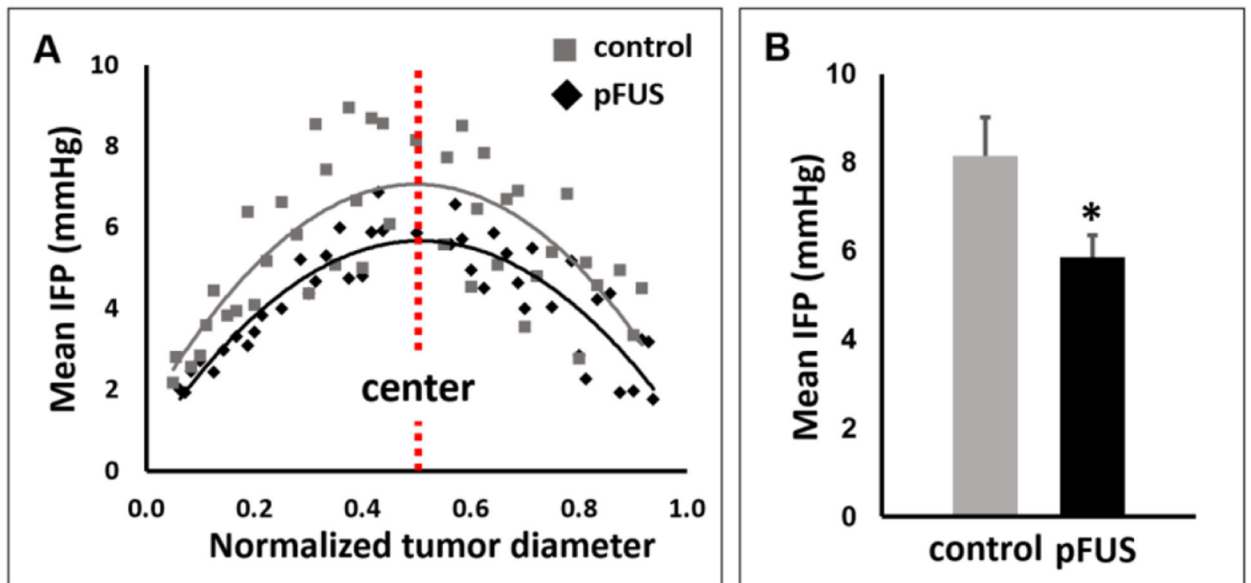 A
control
pFUS
Mean IFP (mmHg)
10
8
6
4
2
0
center
0.0 0.2 0.4 0.6 0.8 1.0
Normalized tumor diameter
B
Mean IFP (mmHg)
10
8
6
4
2
0
*
control pFUS